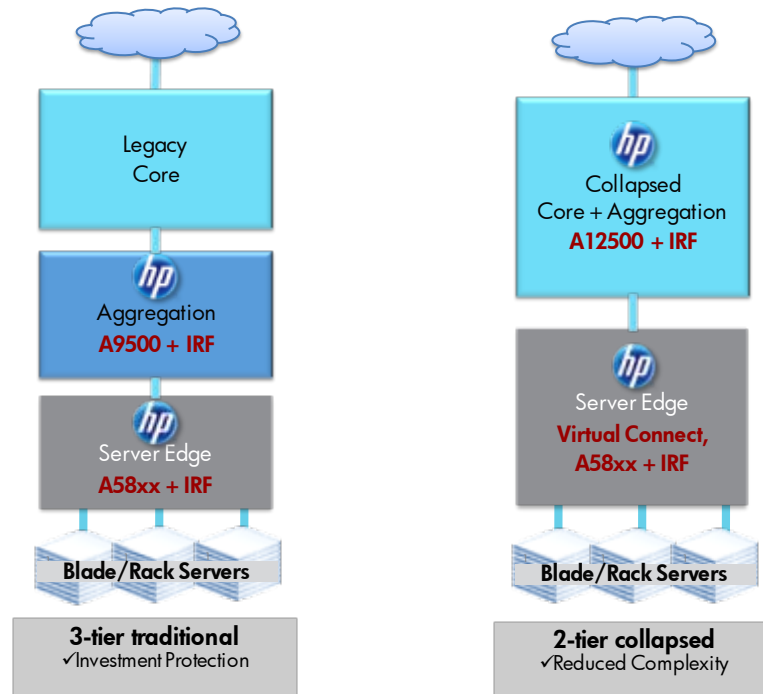 Legacy
Core
hp
Aggregation
A9500 + IRF
hp
Server Edge
A58xx + IRF
Blade/Rack Servers
3-tier traditional
✓Investment Protection
hp
Collapsed
Core + Aggregation
A12500 + IRF
hp
Server Edge
Virtual Connect,
A58xx + IRF
Blade/Rack Servers
2-tier collapsed
✓Reduced Complexity